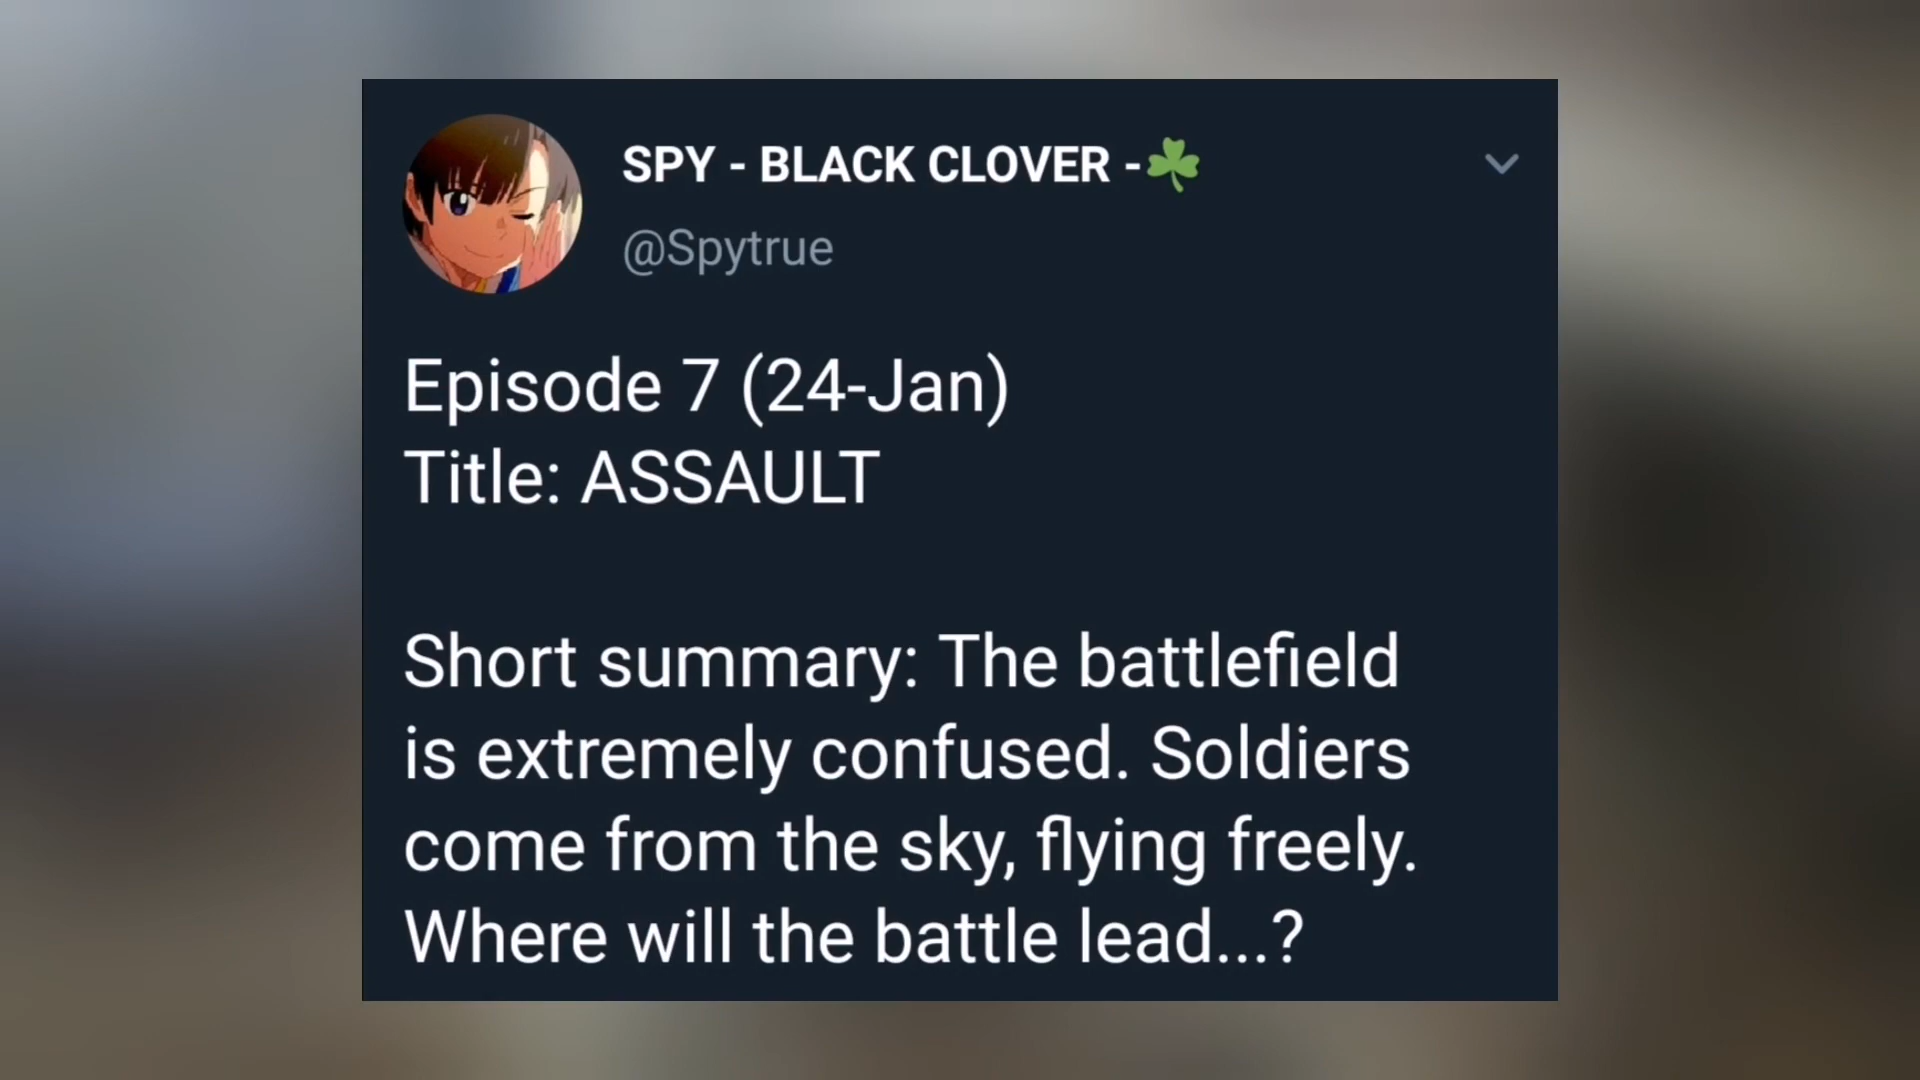 SPY - BLACK CLOVER -☘
@Spytrue
Episode 7 (24-Jan)
Title: ASSAULT
Short summary: The battlefield
is extremely confused. Soldiers
come from the sky, flying freely.
Where will the battle lead...?